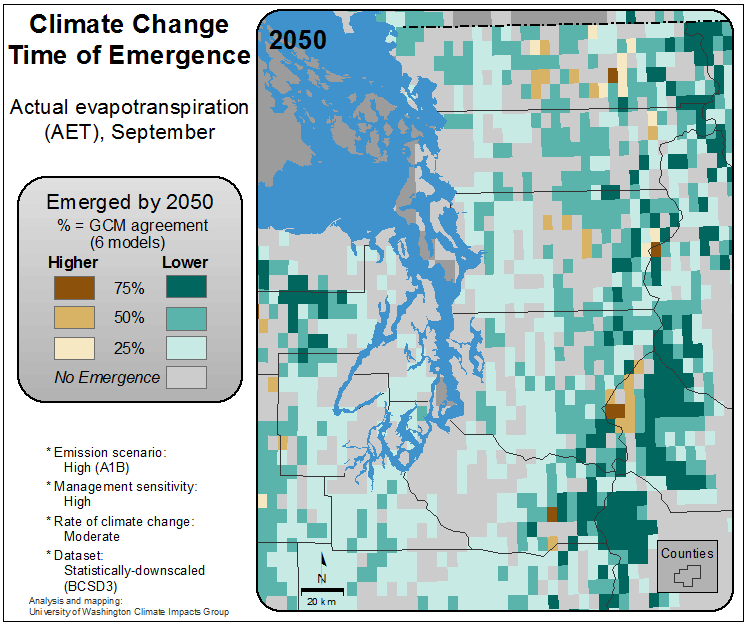 Climate Change
Time of Emergence
Actual evapotranspiration
(AET), September
Emerged by 2050
% = GCM agreement
(6 models)
Higher Lower
75%
50%
25%
No Emergence
* Emission scenario:
High (A1B)
* Management sensitivity:
High
* Rate of climate change:
Moderate
* Dataset:
Statistically-downscaled
(BCSD3)
Analysis and mapping:
University of Washington Climate Impacts Group
2050
N
20 km
Counties